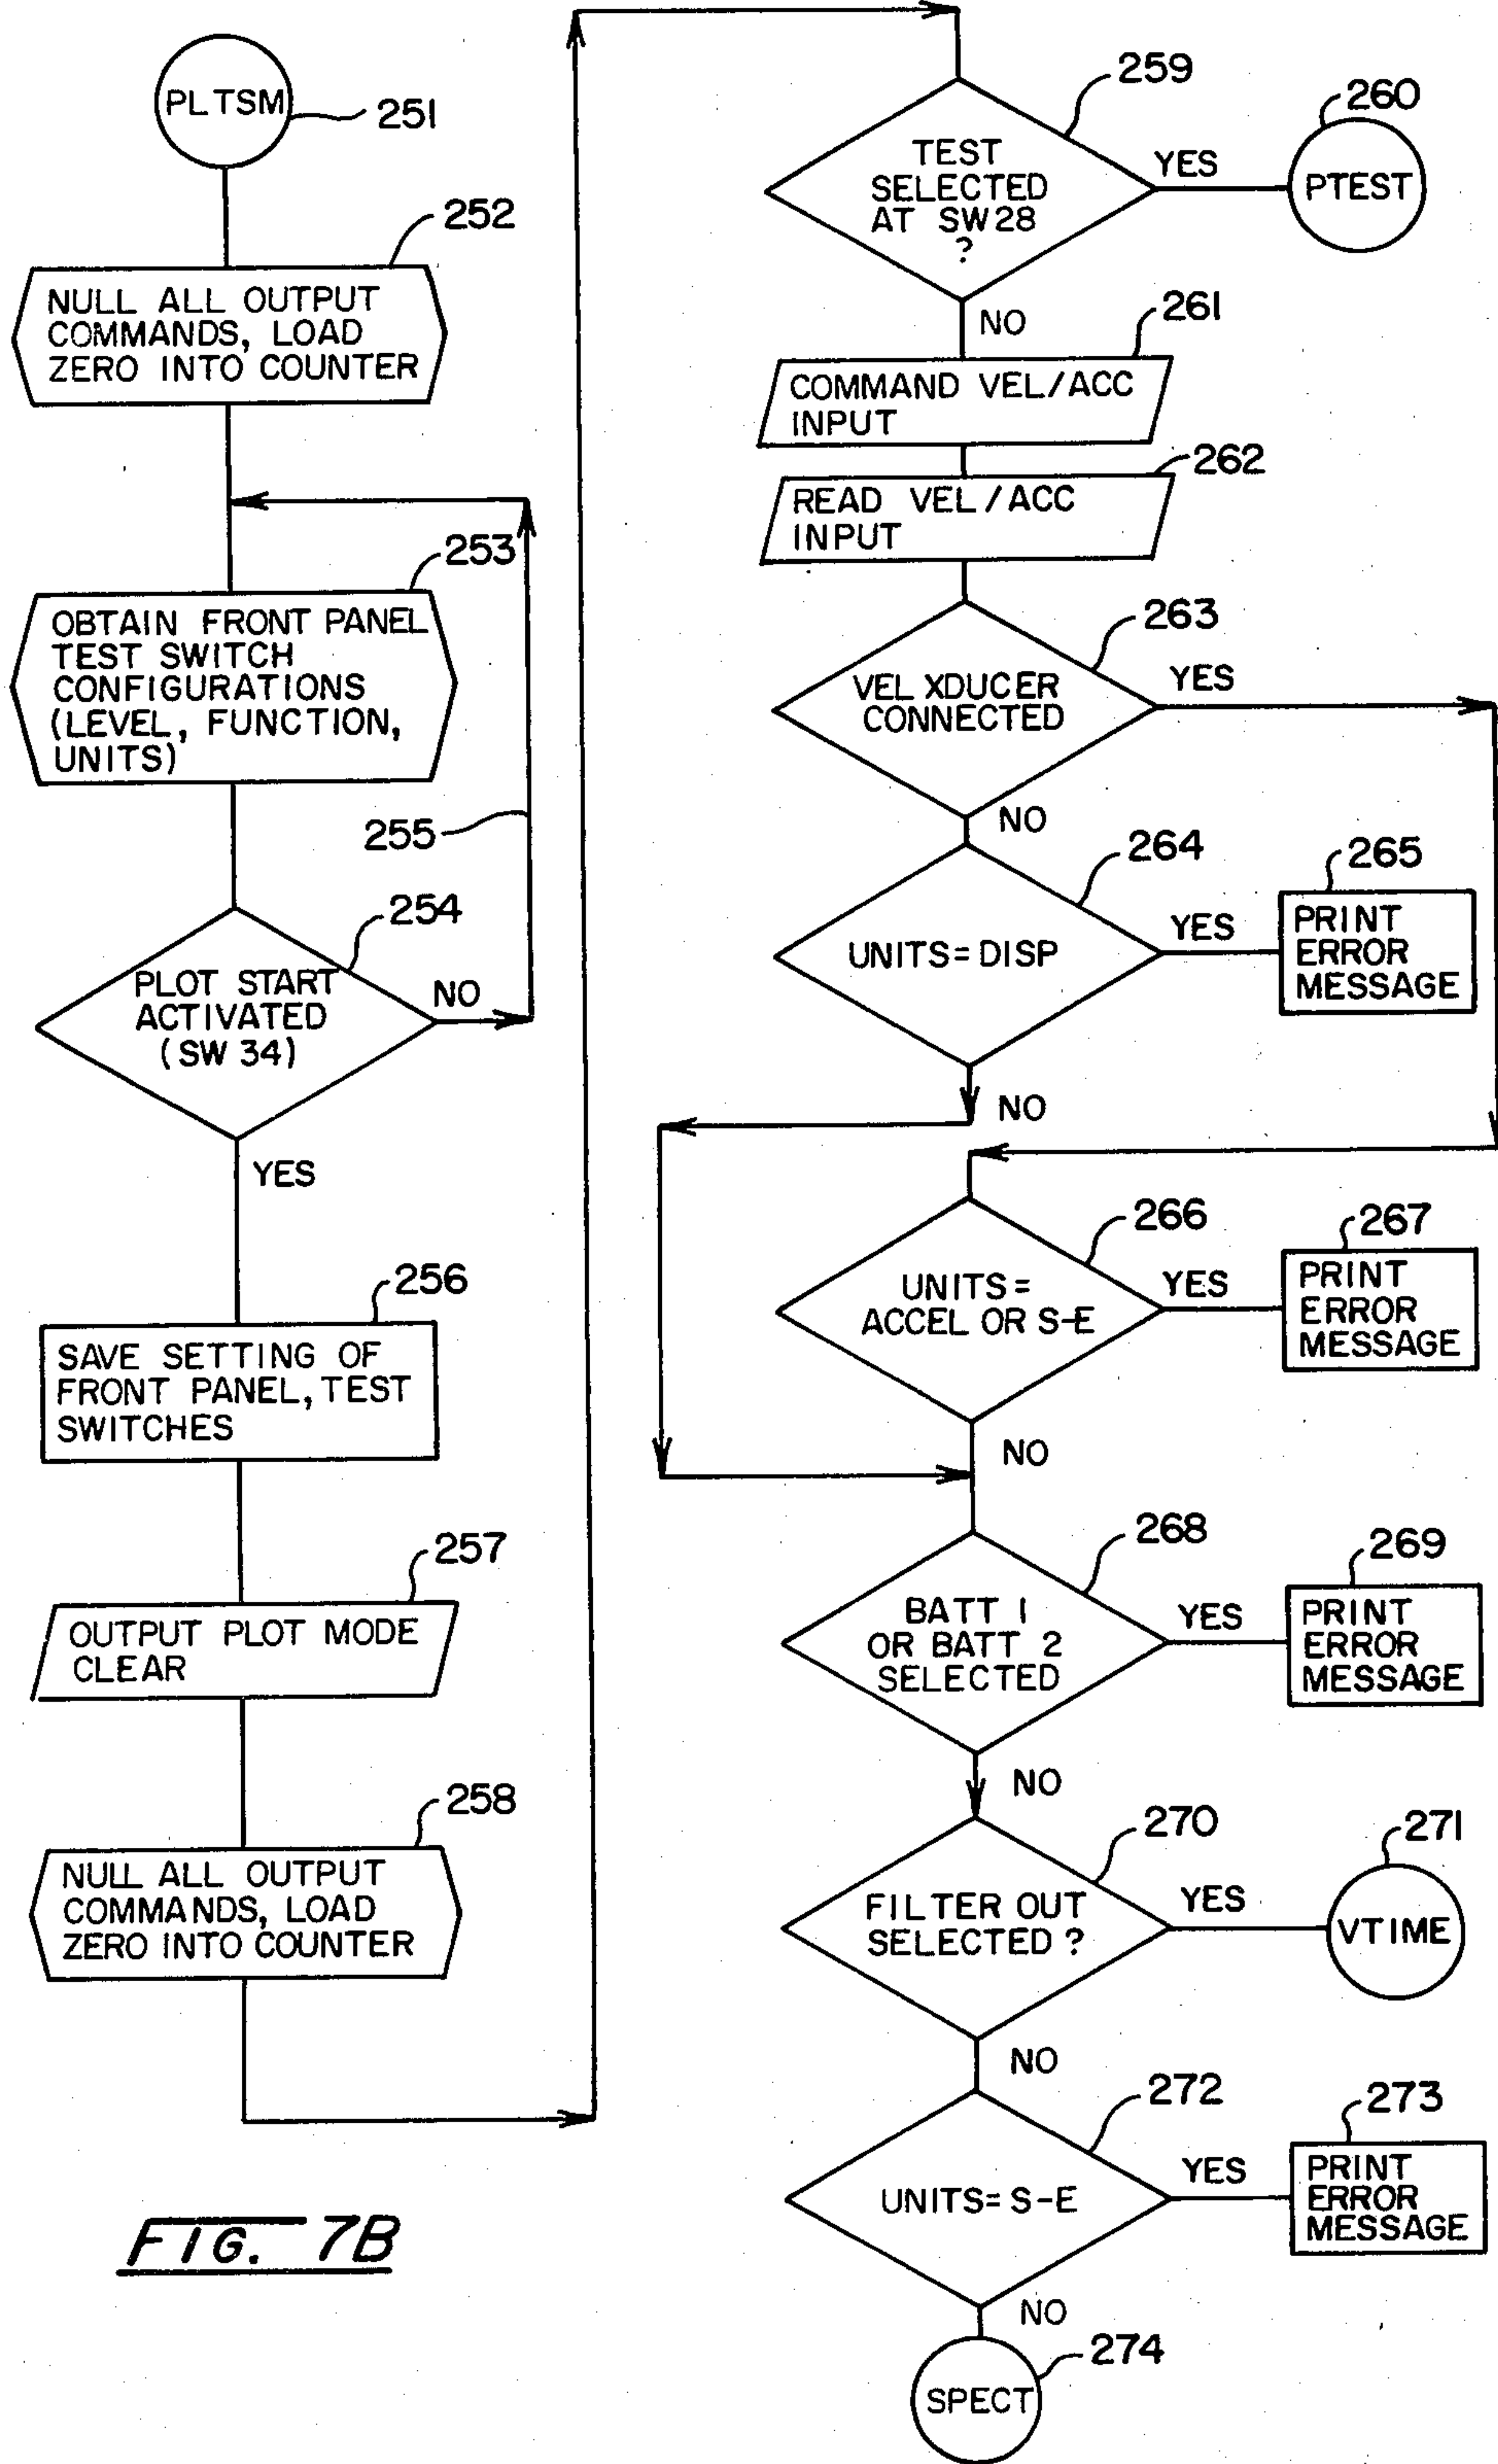 PLTSM
251
252
NULL ALL OUTPUT
COMMANDS, LOAD
ZERO INTO COUNTER
253
OBTAIN FRONT PANEL
TEST SWITCH
CONFIGURATIONS
(LEVEL, FUNCTION,
UNITS)
255
254
PLOT START
ACTIVATED
(SW 34)
NO
YES
256
SAVE SETTING OF
FRONT PANEL, TEST
SWITCHES
257
OUTPUT PLOT MODE
CLEAR
258
NULL ALL OUTPUT
COMMANDS, LOAD
ZERO INTO COUNTER
FIG. 7B
259
TEST
SELECTED
AT SW28
?
YES
260
PTEST
NO
261
COMMAND VEL/ACC
INPUT
262
READ VEL/ACC
INPUT
263
VEL XDUCER
CONNECTED
YES
NO
264
UNITS=DISP
YES
265
PRINT
ERROR
MESSAGE
NO
266
UNITS=
ACCEL OR S-E
YES
267
PRINT
ERROR
MESSAGE
NO
268
BATT 1
OR BATT 2
SELECTED
YES
269
PRINT
ERROR
MESSAGE
NO
270
FILTER OUT
SELECTED ?
YES
271
VTIME
NO
272
UNITS=S-E
YES
273
PRINT
ERROR
MESSAGE
NO
274
SPECT